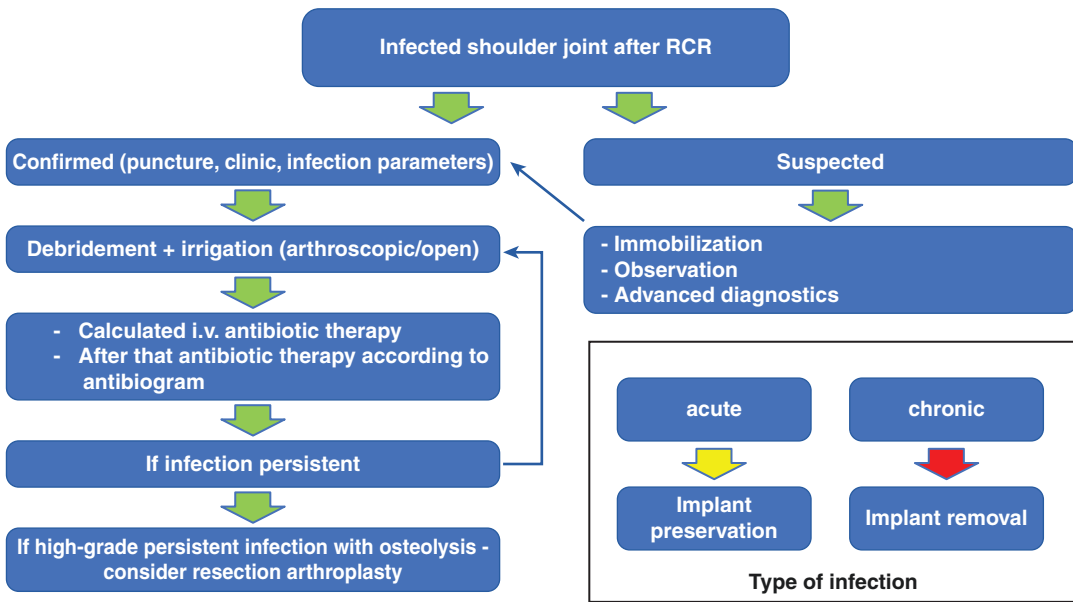 Infected shoulder joint after RCR
Confirmed (puncture, clinic, infection parameters)
Suspected
Debridement + irrigation (arthroscopic/open)
- Immobilization
- Observation
- Advanced diagnostics
- Calculated i.v. antibiotic therapy
- After that antibiotic therapy according to
antibiogram
If infection persistent
If high-grade persistent infection with osteolysis -
consider resection arthroplasty
acute
chronic
Implant
preservation
Implant removal
Type of infection